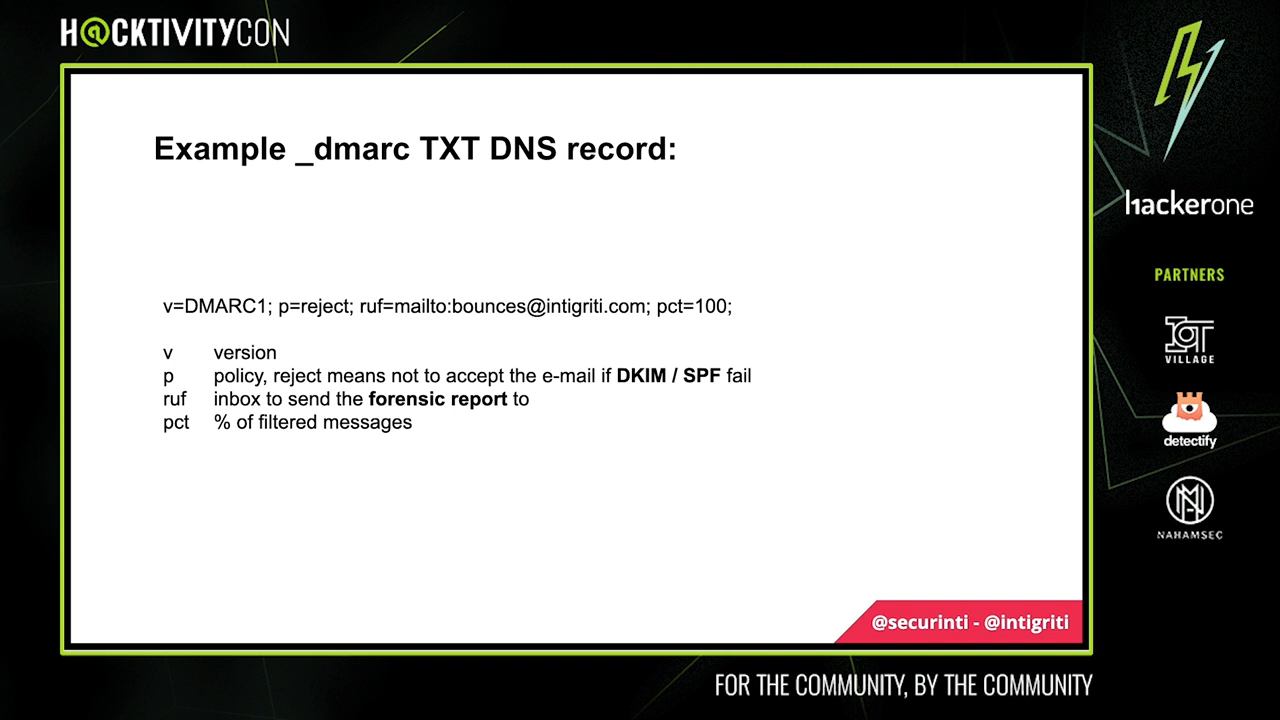 H@CKTIVITYCON
Example _dmarc TXT DNS record:
v=DMARC1; p=reject; ruf=mailto:bounces@intigriti.com; pct=100;
v version
p policy, reject means not to accept the e-mail if DKIM / SPF fail
ruf inbox to send the forensic report to
pct % of filtered messages
@securinti - @intigriti
FOR THE COMMUNITY, BY THE COMMUNITY
hackerone
PARTNERS
IOT
VILLAGE
detectify
NAHAMSEC